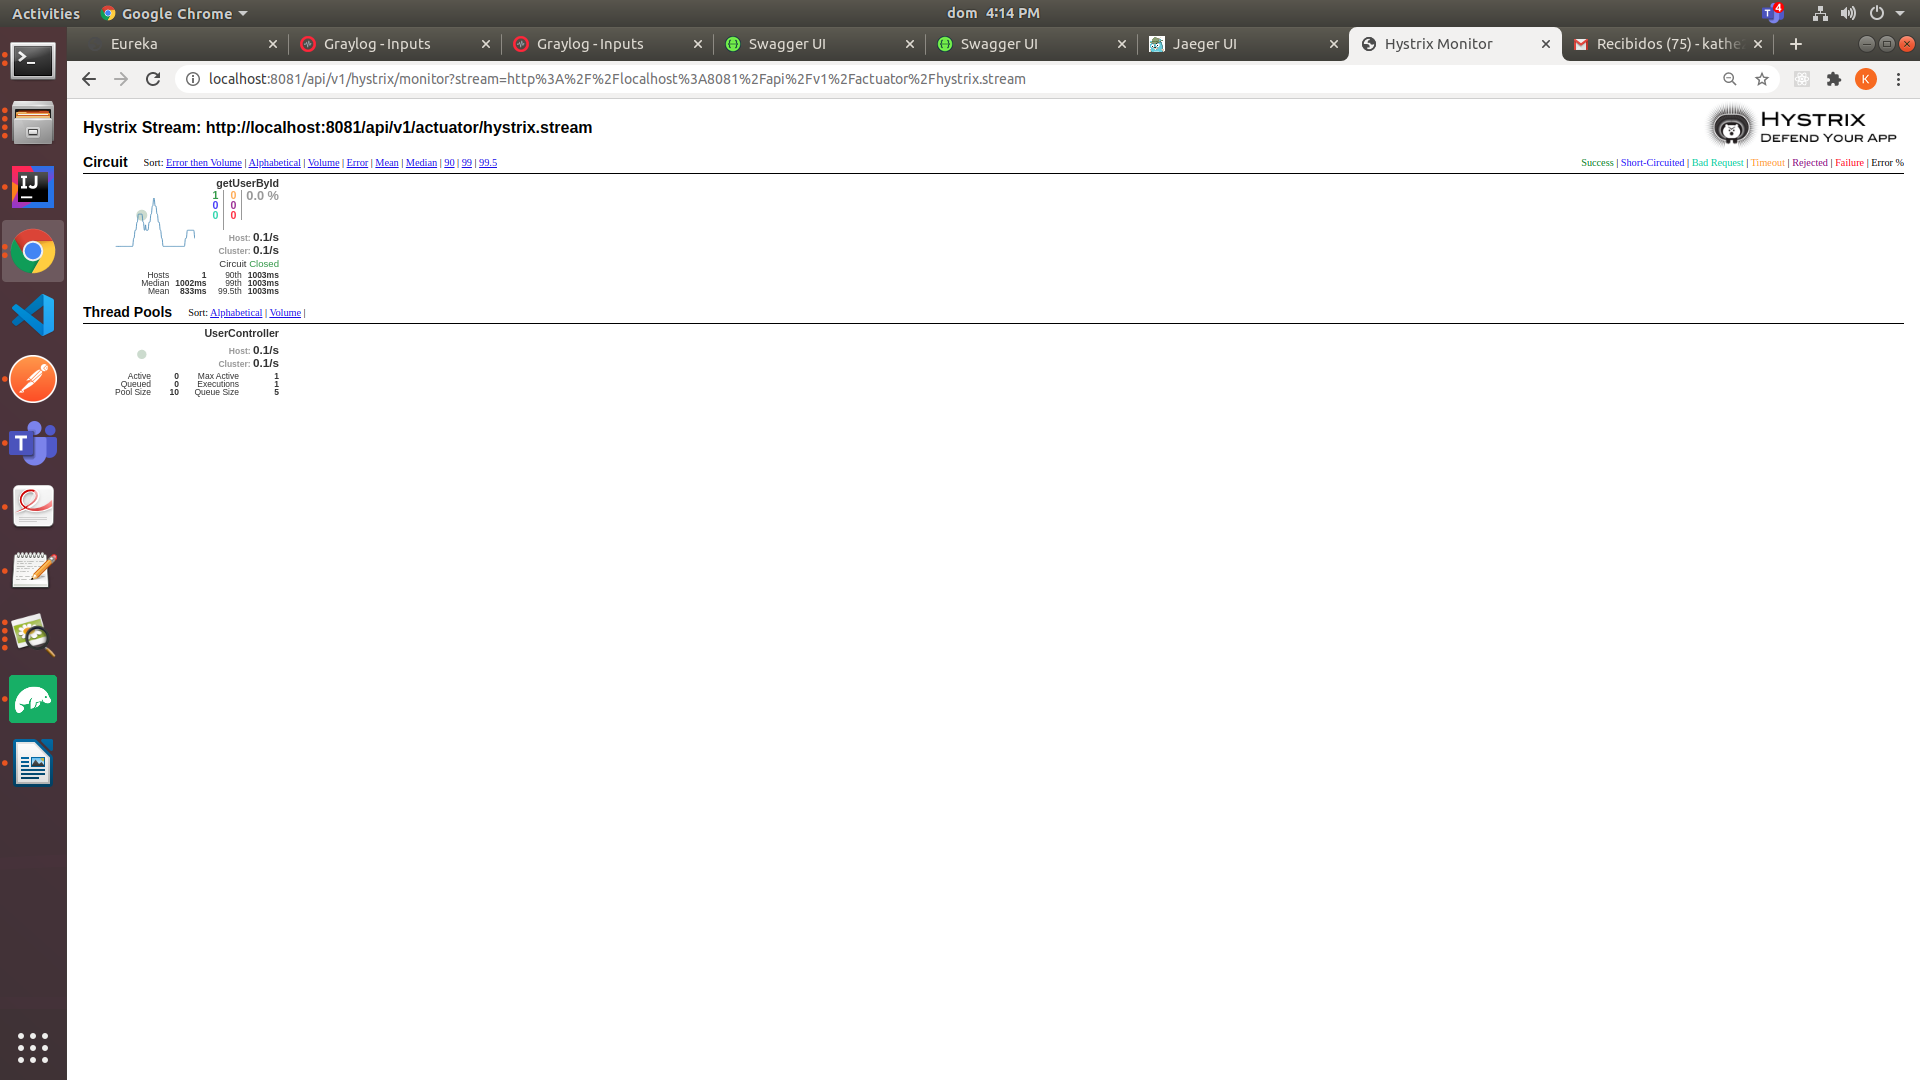 Activities Google Chrome dom 4:14 PM 4
Eureka Graylog - Inputs Graylog - Inputs Swagger UI Swagger UI Jaeger UI Hystrix Monitor Recibidos (75) - kathe
localhost:8081/api/v1/hystrix/monitor?stream=http%3A%2F%2Flocalhost%3A8081%2Fapi%2Fv1%2Factuator%2Fhystrix.stream K
Hystrix Stream: http://localhost:8081/api/v1/actuator/hystrix.stream
HYSTRIX
DEFEND YOUR APP
Circuit Sort: Error then Volume | Alphabetical | Volume | Error | Mean | Median | 90 | 99 | 99.5
Success | Short-Circuited | Bad Request | Timeout | Rejected | Failure | Error %
getUserById
1 0 0.0 %
0 0
0 0
Host: 0.1/s
Cluster: 0.1/s
Circuit Closed
Hosts 1 90th 1003ms
Median 1002ms 99th 1003ms
Mean 833ms 99.5th 1003ms
Thread Pools Sort: Alphabetical | Volume |
UserController
Host: 0.1/s
Cluster: 0.1/s
Active 0 Max Active 1
Queued 0 Executions 1
Pool Size 10 Queue Size 5
IJ
T